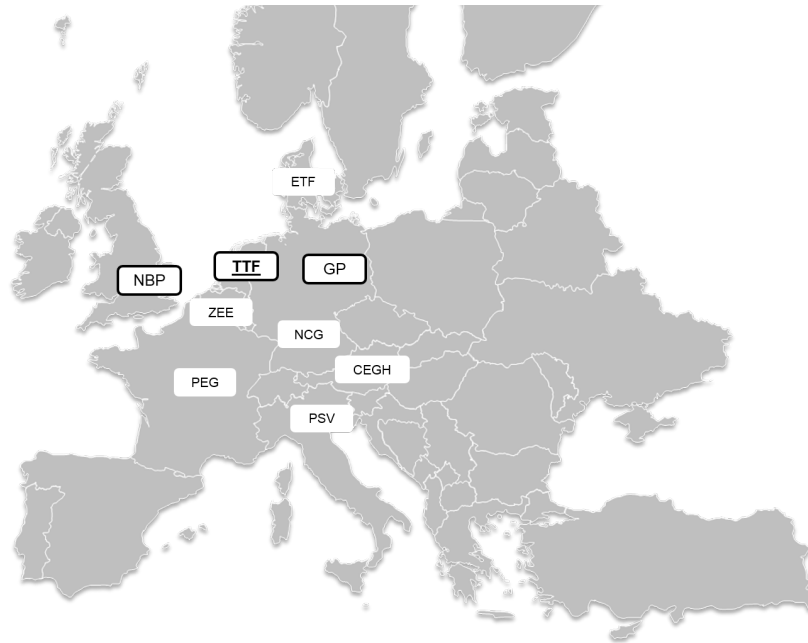 ETF
TTF
GP
NBP
ZEE
NCG
CEGH
PEG
PSV